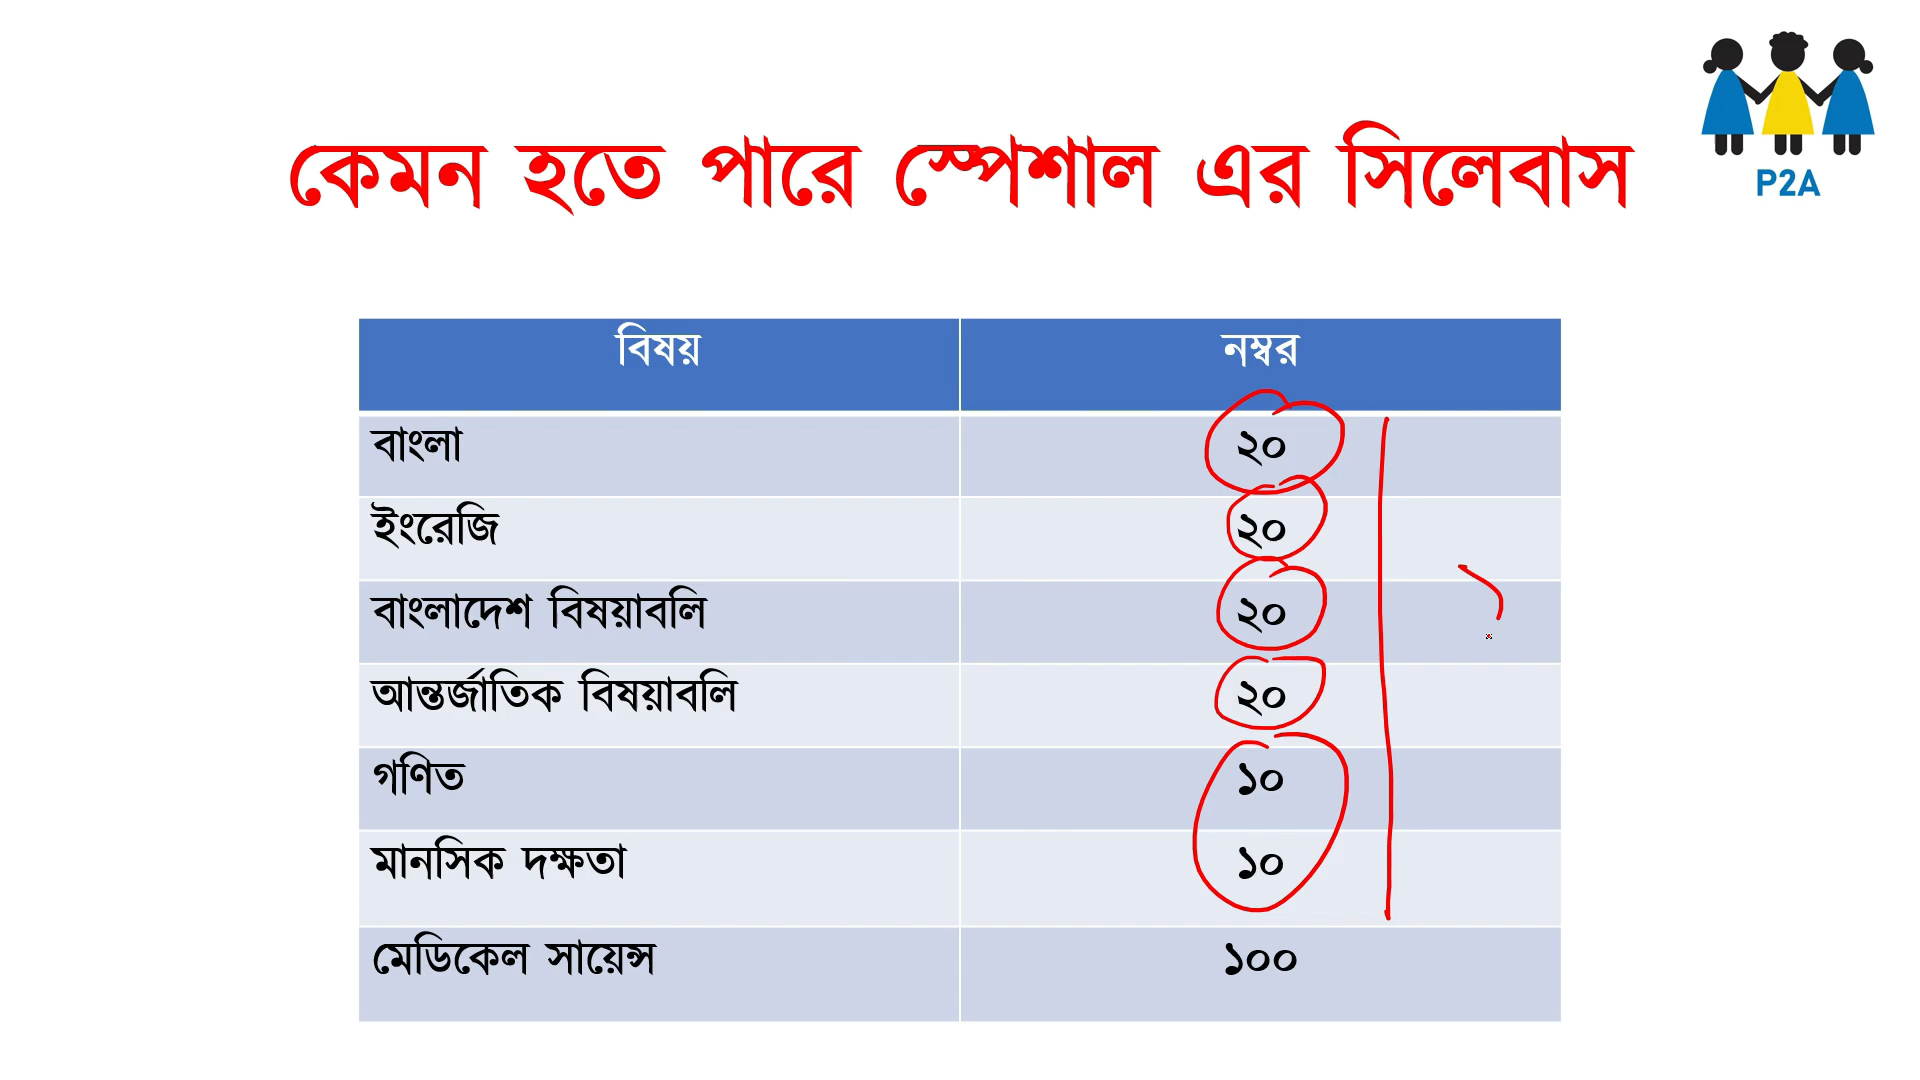 P2A
কেমন হতে পারে স্পেশাল এর সিলেবাস
বিষয় নম্বর
বাংলা ২০
ইংরেজি ২০
বাংলাদেশ বিষয়াবলি ২০
আন্তর্জাতিক বিষয়াবলি ২০
গণিত ১০
মানসিক দক্ষতা ১০
মেডিকেল সায়েন্স ১০০